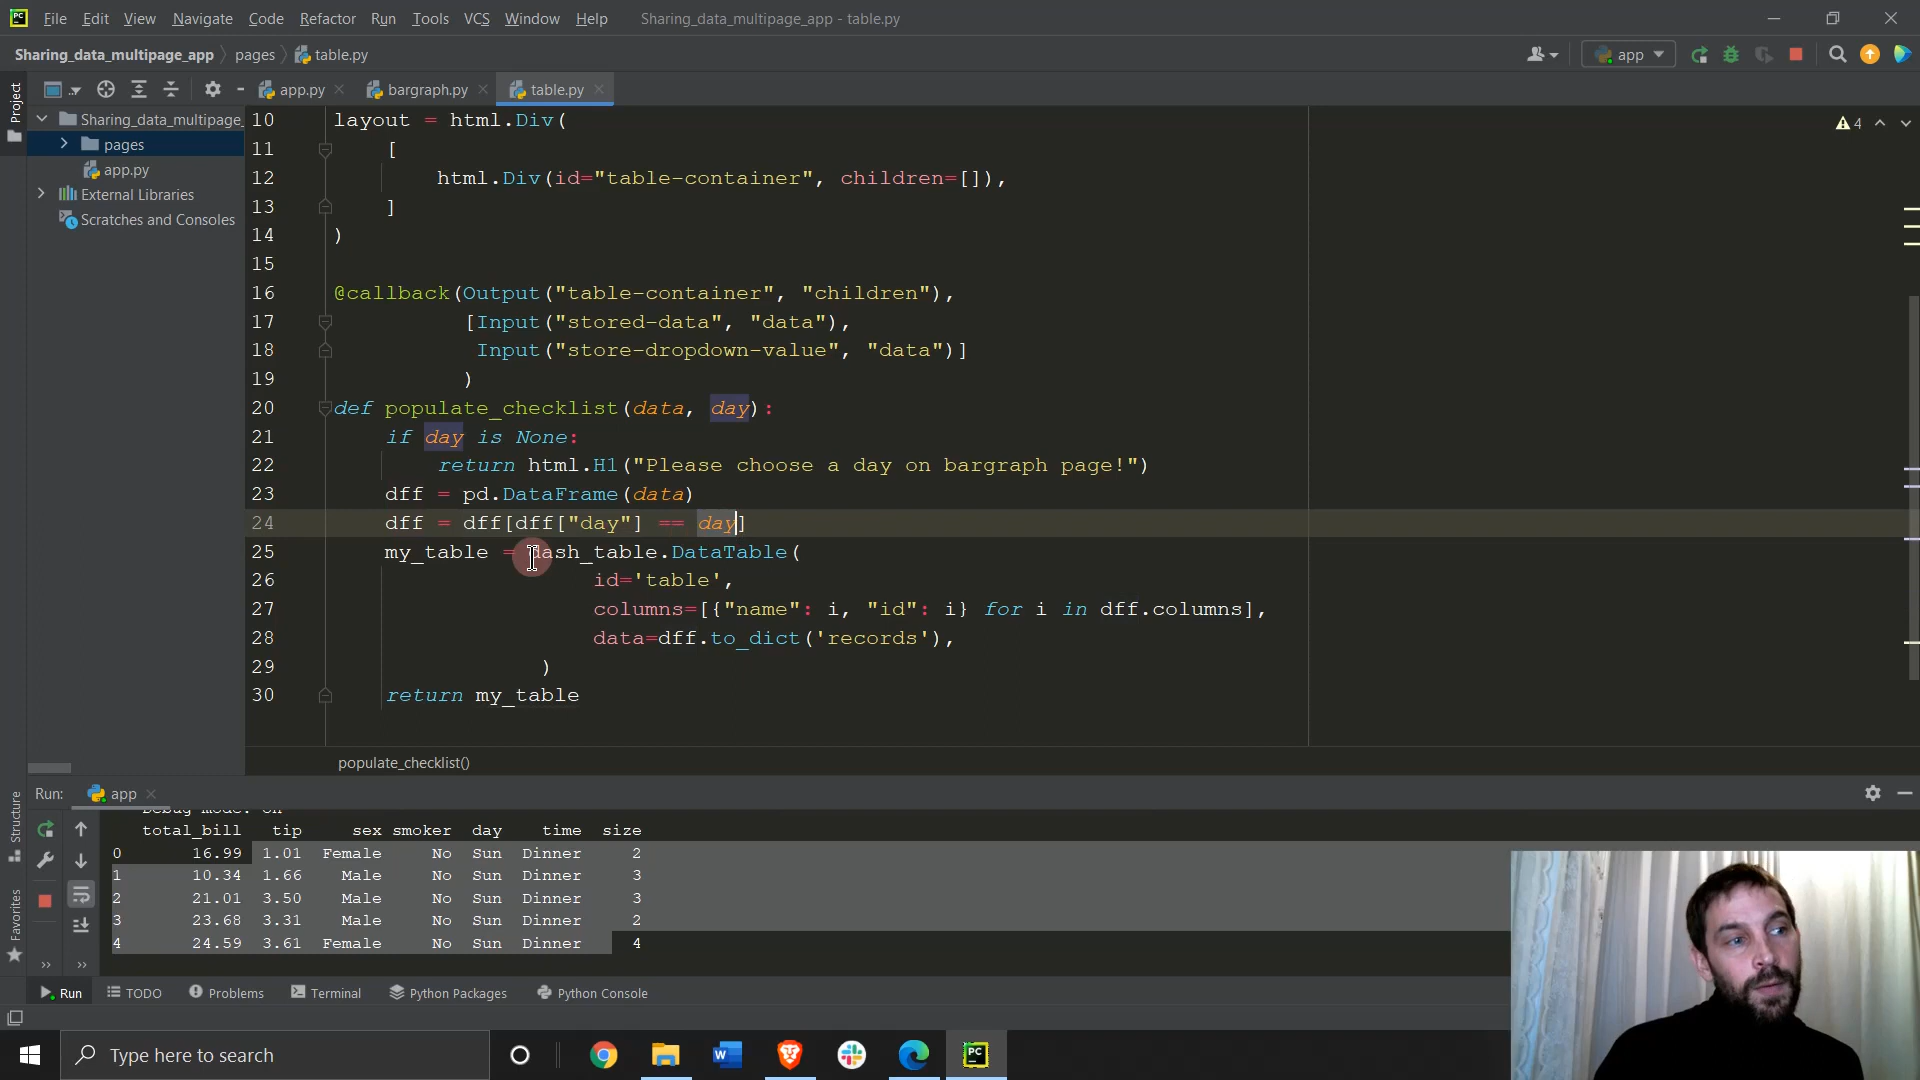 File Edit View Navigate Code Refactor Run Tools VCS Window Help Sharing_data_multipage_app - table.py
Sharing_data_multipage_app pages table.py app
Project
app.py bargraph.py table.py
Sharing_data_multipage_
pages
app.py
External Libraries
Scratches and Consoles
4
10 layout = html.Div(
11 [
12 html.Div(id="table-container", children=[]),
13 ]
14 )
15
16 @callback(Output("table-container", "children"),
17 [Input("stored-data", "data"),
18 Input("store-dropdown-value", "data")]
19 )
20 def populate_checklist(data, day):
21 if day is None:
22 return html.H1("Please choose a day on bargraph page!")
23 dff = pd.DataFrame(data)
24 dff = dff[dff["day"] == day]
25 my_table = dash_table.DataTable(
26 id='table',
27 columns=[{"name": i, "id": i} for i in dff.columns],
28 data=dff.to_dict('records'),
29 )
30 return my_table
populate_checklist()
Run: app
Structure
Favorites
total_bill tip sex smoker day time size
0 16.99 1.01 Female No Sun Dinner 2
1 10.34 1.66 Male No Sun Dinner 3
2 21.01 3.50 Male No Sun Dinner 3
3 23.68 3.31 Male No Sun Dinner 2
4 24.59 3.61 Female No Sun Dinner 4
Run TODO Problems Terminal Python Packages Python Console
Type here to search